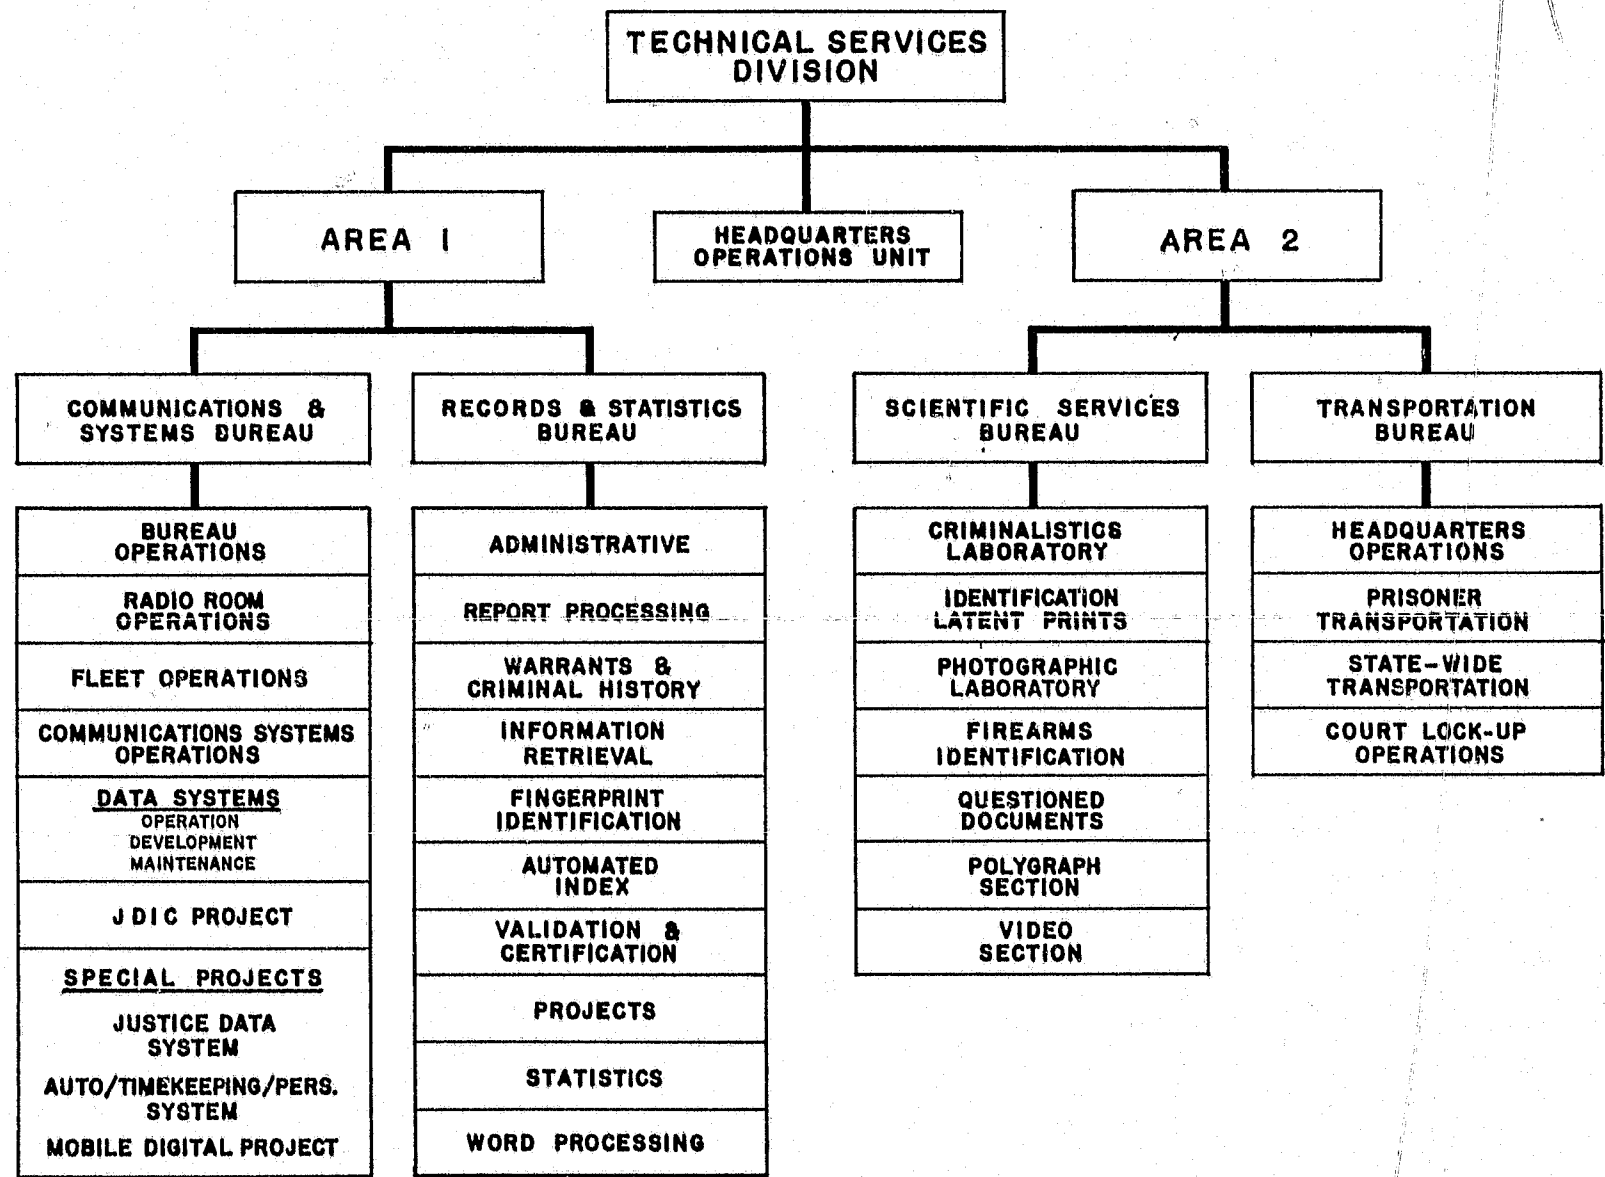 TECHNICAL SERVICES
DIVISION
AREA 1
HEADQUARTERS
OPERATIONS UNIT
AREA 2
COMMUNICATIONS &
SYSTEMS BUREAU
RECORDS & STATISTICS
BUREAU
SCIENTIFIC SERVICES
BUREAU
TRANSPORTATION
BUREAU
BUREAU
OPERATIONS
RADIO ROOM
OPERATIONS
FLEET OPERATIONS
COMMUNICATIONS SYSTEMS
OPERATIONS
DATA SYSTEMS
OPERATION
DEVELOPMENT
MAINTENANCE
JDIC PROJECT
SPECIAL PROJECTS
JUSTICE DATA
SYSTEM
AUTO/TIMEKEEPING/PERS.
SYSTEM
MOBILE DIGITAL PROJECT
ADMINISTRATIVE
REPORT PROCESSING
WARRANTS &
CRIMINAL HISTORY
INFORMATION
RETRIEVAL
FINGERPRINT
IDENTIFICATION
AUTOMATED
INDEX
VALIDATION &
CERTIFICATION
PROJECTS
STATISTICS
WORD PROCESSING
CRIMINALISTICS
LABORATORY
IDENTIFICATION
LATENT PRINTS
PHOTOGRAPHIC
LABORATORY
FIREARMS
IDENTIFICATION
QUESTIONED
DOCUMENTS
POLYGRAPH
SECTION
VIDEO
SECTION
HEADQUARTERS
OPERATIONS
PRISONER
TRANSPORTATION
STATE-WIDE
TRANSPORTATION
COURT LOCK-UP
OPERATIONS